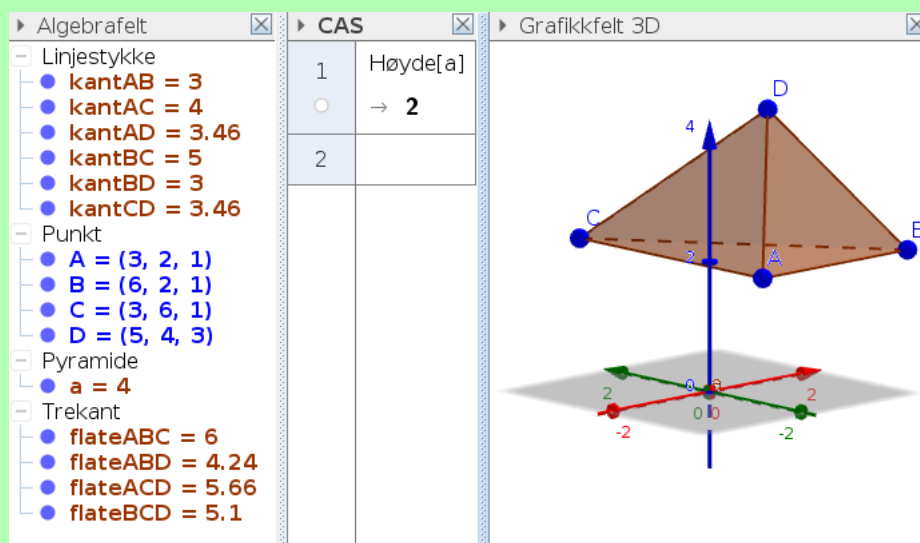 Algebrafelt
Linjestykke
kantAB = 3
kantAC = 4
kantAD = 3.46
kantBC = 5
kantBD = 3
kantCD = 3.46
Punkt
A = (3, 2, 1)
B = (6, 2, 1)
C = (3, 6, 1)
D = (5, 4, 3)
Pyramide
a = 4
Trekant
flateABC = 6
flateABD = 4.24
flateACD = 5.66
flateBCD = 5.1
CAS
1
Høyde[a]
→ 2
2
Grafikkfelt 3D
D
4
C
B
2
A
0 a
2 2
0 0
-2 -2